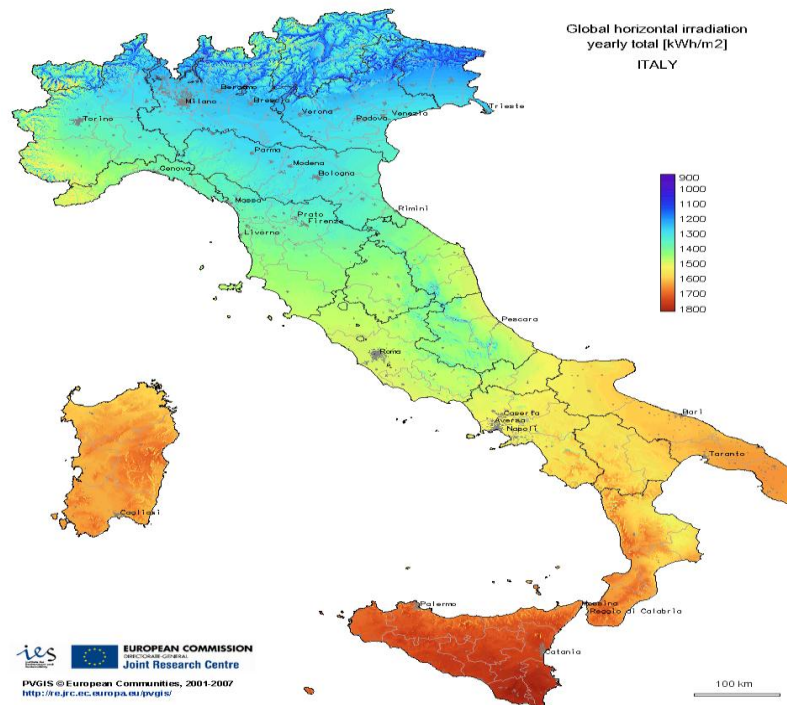 Global horizontal irradiation
yearly total [kWh/m2]
ITALY
Bergamo
Milano
Brescia
Verona
Padova
Venezia
Trieste
Torino
Parma
Modena
Bologna
Genova
Massa
Prato
Firenze
Rimini
Livorno
900
1000
1100
1200
1300
1400
1500
1600
1700
1800
Pescara
Roma
Caserta
Aversa
Napoli
Bari
Taranto
Cagliari
Messina
Reggio di Calabria
Palermo
Catania
ies
EUROPEAN COMMISSION
DIRECTORATE-GENERAL
Joint Research Centre
PVGIS © European Communities, 2001-2007
http://re.jrc.ec.europa.eu/pvgis/
100 km